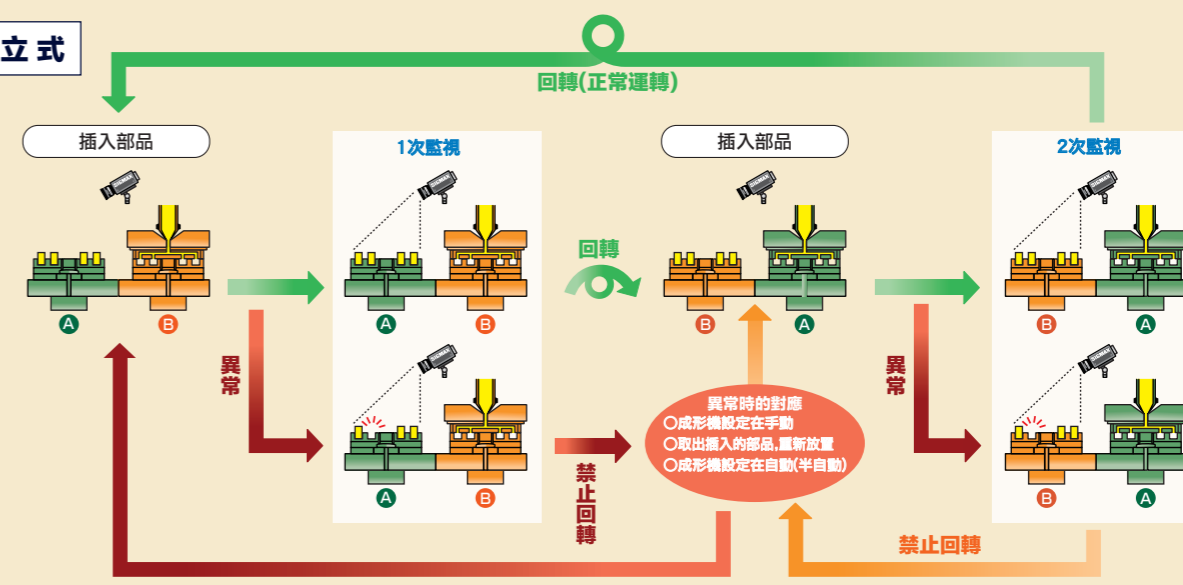 立式
回轉(正常運轉)
插入部品
1次監視
插入部品
2次監視
回轉
A
B
A
B
B
A
B
A
異常
異常
異常時的對應
○成形機設定在手動
○取出插入的部品,重新放置
○成形機設定在自動(半自動)
禁止回轉
A
B
B
A
禁止回轉